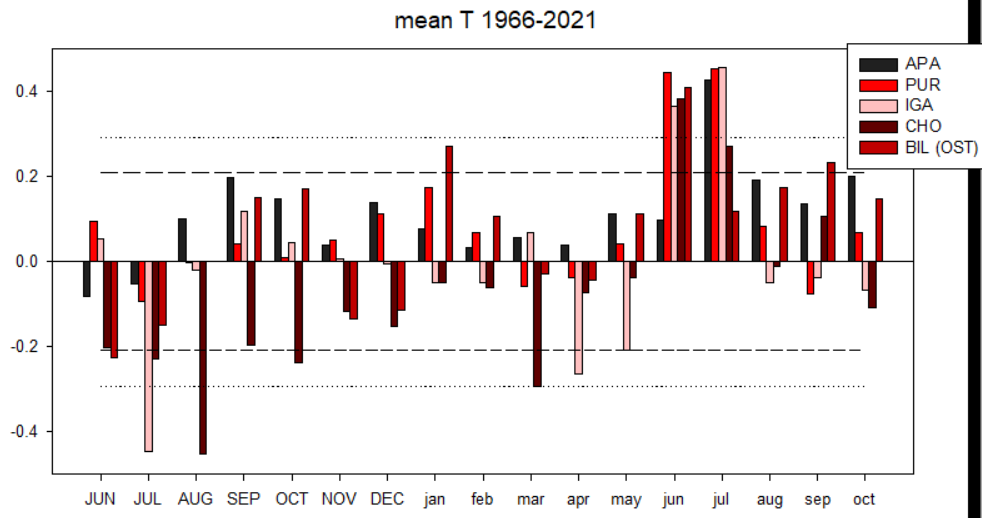 mean T 1966-2021
APA
PUR
IGA
CHO
BIL (OST)
0.4
0.2
0.0
-0.2
-0.4
JUN JUL AUG SEP OCT NOV DEC jan feb mar apr may jun jul aug sep oct